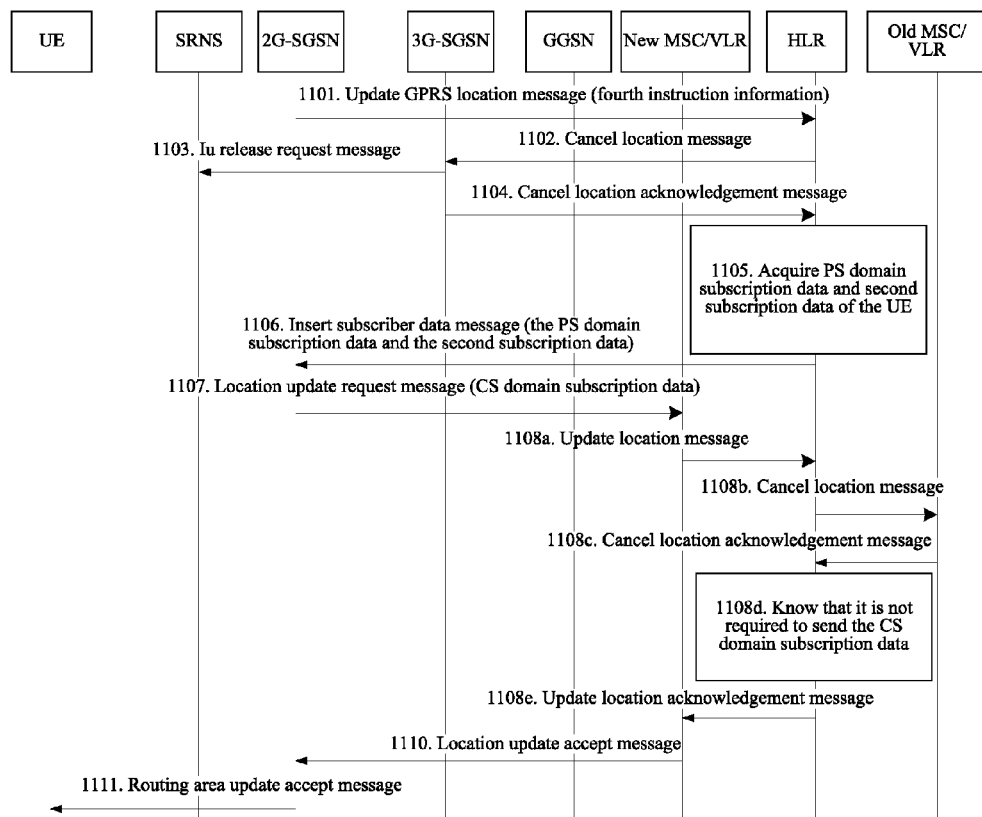 UE
SRNS
2G-SGSN
3G-SGSN
GGSN
New MSC/VLR
HLR
Old MSC/
VLR
1101. Update GPRS location message (fourth instruction information)
1102. Cancel location message
1103. Iu release request message
1104. Cancel location acknowledgement message
1105. Acquire PS domain
subscription data and second
subscription data of the UE
1106. Insert subscriber data message (the PS domain
subscription data and the second subscription data)
1107. Location update request message (CS domain subscription data)
1108a. Update location message
1108b. Cancel location message
1108c. Cancel location acknowledgement message
1108d. Know that it is not
required to send the CS
domain subscription data
1108e. Update location acknowledgement message
1110. Location update accept message
1111. Routing area update accept message